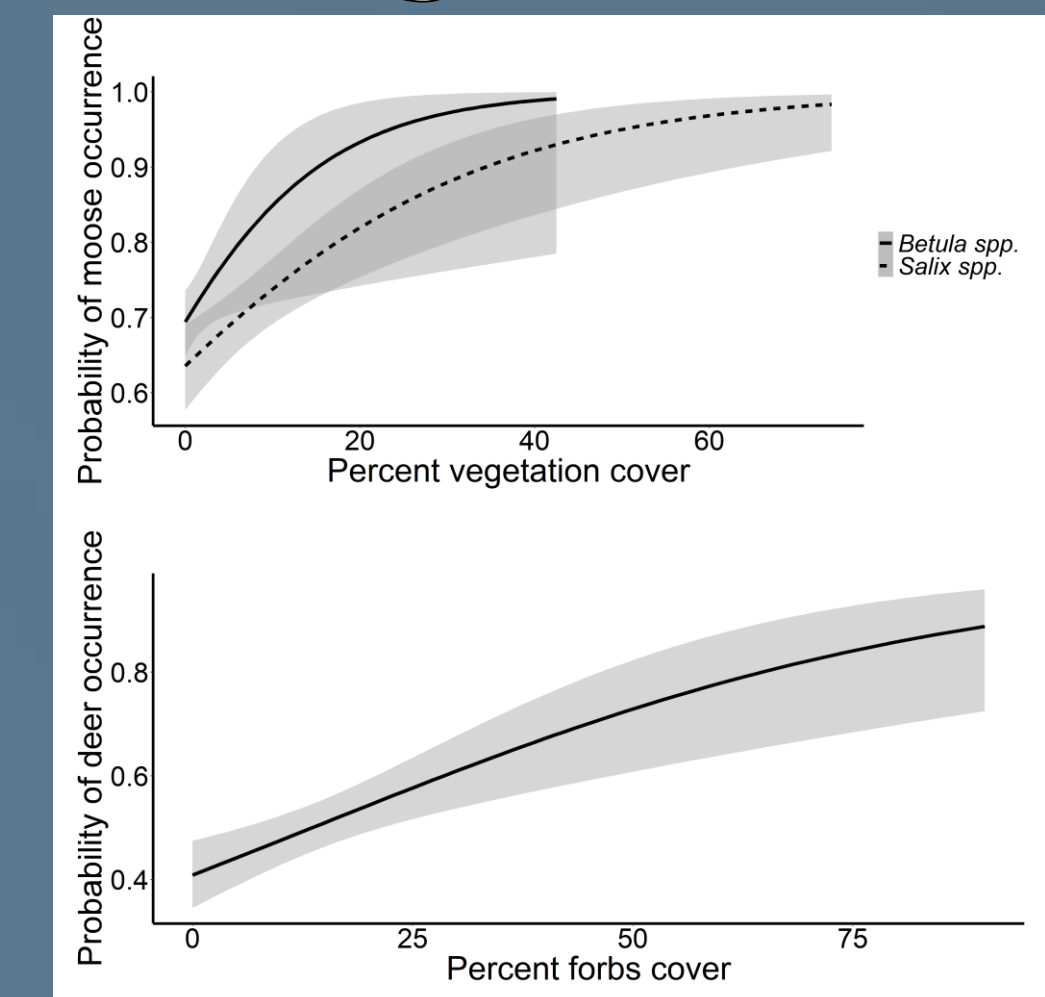 Probability of moose occurrence
1.0
0.9
0.8
0.7
0.6
0 20 40 60
Percent vegetation cover
Betula spp.
Salix spp.
Probability of deer occurrence
0.8
0.6
0.4
0 25 50 75
Percent forbs cover